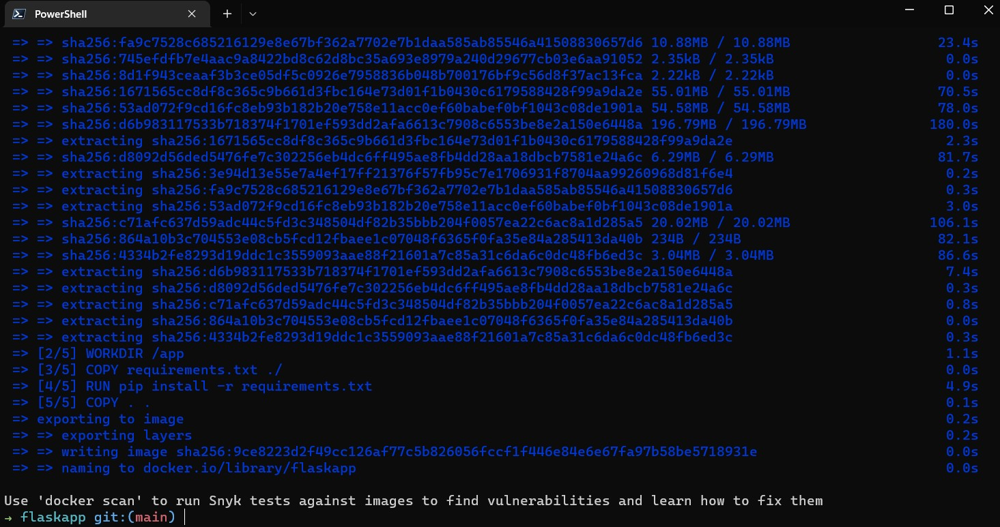 PowerShell
=> => sha256:fa9c7528c685216129e8e67bf362a7702e7b1daa585ab85546a41508830657d6 10.88MB / 10.88MB 23.4s
=> => sha256:745efdfb7e4aac9a8422bd8c62d8bc35a693e8979a240d29677cb03e6aa91052 2.35kB / 2.35kB 0.0s
=> => sha256:8d1f943ceaaf3b3ce05df5c0926e7958836b048b700176bf9c56d8f37ac13fca 2.22kB / 2.22kB 0.0s
=> => sha256:1671565cc8df8c365c9b661d3fbc164e73d01f1b0430c6179588428f99a9da2e 55.01MB / 55.01MB 70.5s
=> => sha256:53ad072f9cd16fc8eb93b182b20e758e11acc0ef60babef0bf1043c08de1901a 54.58MB / 54.58MB 78.0s
=> => sha256:d6b983117533b718374f1701ef593dd2afa6613c7908c6553be8e2a150e6448a 196.79MB / 196.79MB 180.0s
=> => extracting sha256:1671565cc8df8c365c9b661d3fbc164e73d01f1b0430c6179588428f99a9da2e 2.3s
=> => sha256:d8092d56ded5476fe7c302256eb4dc6ff495ae8fb4dd28aa18dbcb7581e24a6c 6.29MB / 6.29MB 81.7s
=> => extracting sha256:3e94d13e55e7a4ef17ff21376f57fb95c7e1706931f8704aa99260968d81f6e4 0.2s
=> => extracting sha256:fa9c7528c685216129e8e67bf362a7702e7b1daa585ab85546a41508830657d6 0.3s
=> => extracting sha256:53ad072f9cd16fc8eb93b182b20e758e11acc0ef60babef0bf1043c08de1901a 3.0s
=> => sha256:c71afc637d59adc44c5fd3c348504df82b35bbb204f0057ea22c6ac8a1d285a5 20.02MB / 20.02MB 106.1s
=> => sha256:864a10b3c704553e08cb5fcd12fbaee1c07048f6365f0fa35e84a285413da40b 234B / 234B 82.1s
=> => sha256:4334b2fe8293d19ddc1c3559093aae88f21601a7c85a31c6da6c0dc48fb6ed3c 3.04MB / 3.04MB 86.6s
=> => extracting sha256:d6b983117533b718374f1701ef593dd2afa6613c7908c6553be8e2a150e6448a 7.4s
=> => extracting sha256:d8092d56ded5476fe7c302256eb4dc6ff495ae8fb4dd28aa18dbcb7581e24a6c 0.3s
=> => extracting sha256:c71afc637d59adc44c5fd3c348504df82b35bbb204f0057ea22c6ac8a1d285a5 0.8s
=> => extracting sha256:864a10b3c704553e08cb5fcd12fbaee1c07048f6365f0fa35e84a285413da40b 0.0s
=> => extracting sha256:4334b2fe8293d19ddc1c3559093aae88f21601a7c85a31c6da6c0dc48fb6ed3c 0.3s
=> [2/5] WORKDIR /app 1.1s
=> [3/5] COPY requirements.txt ./ 0.0s
=> [4/5] RUN pip install -r requirements.txt 4.9s
=> [5/5] COPY . . 0.1s
=> exporting to image 0.2s
=> => exporting layers 0.2s
=> => writing image sha256:9ce8223d2f49cc126af77c5b826056fccf1f446e84e6e67fa97b58be5718931e 0.0s
=> => naming to docker.io/library/flaskapp 0.0s
Use 'docker scan' to run Snyk tests against images to find vulnerabilities and learn how to fix them
→ flaskapp git:(main)